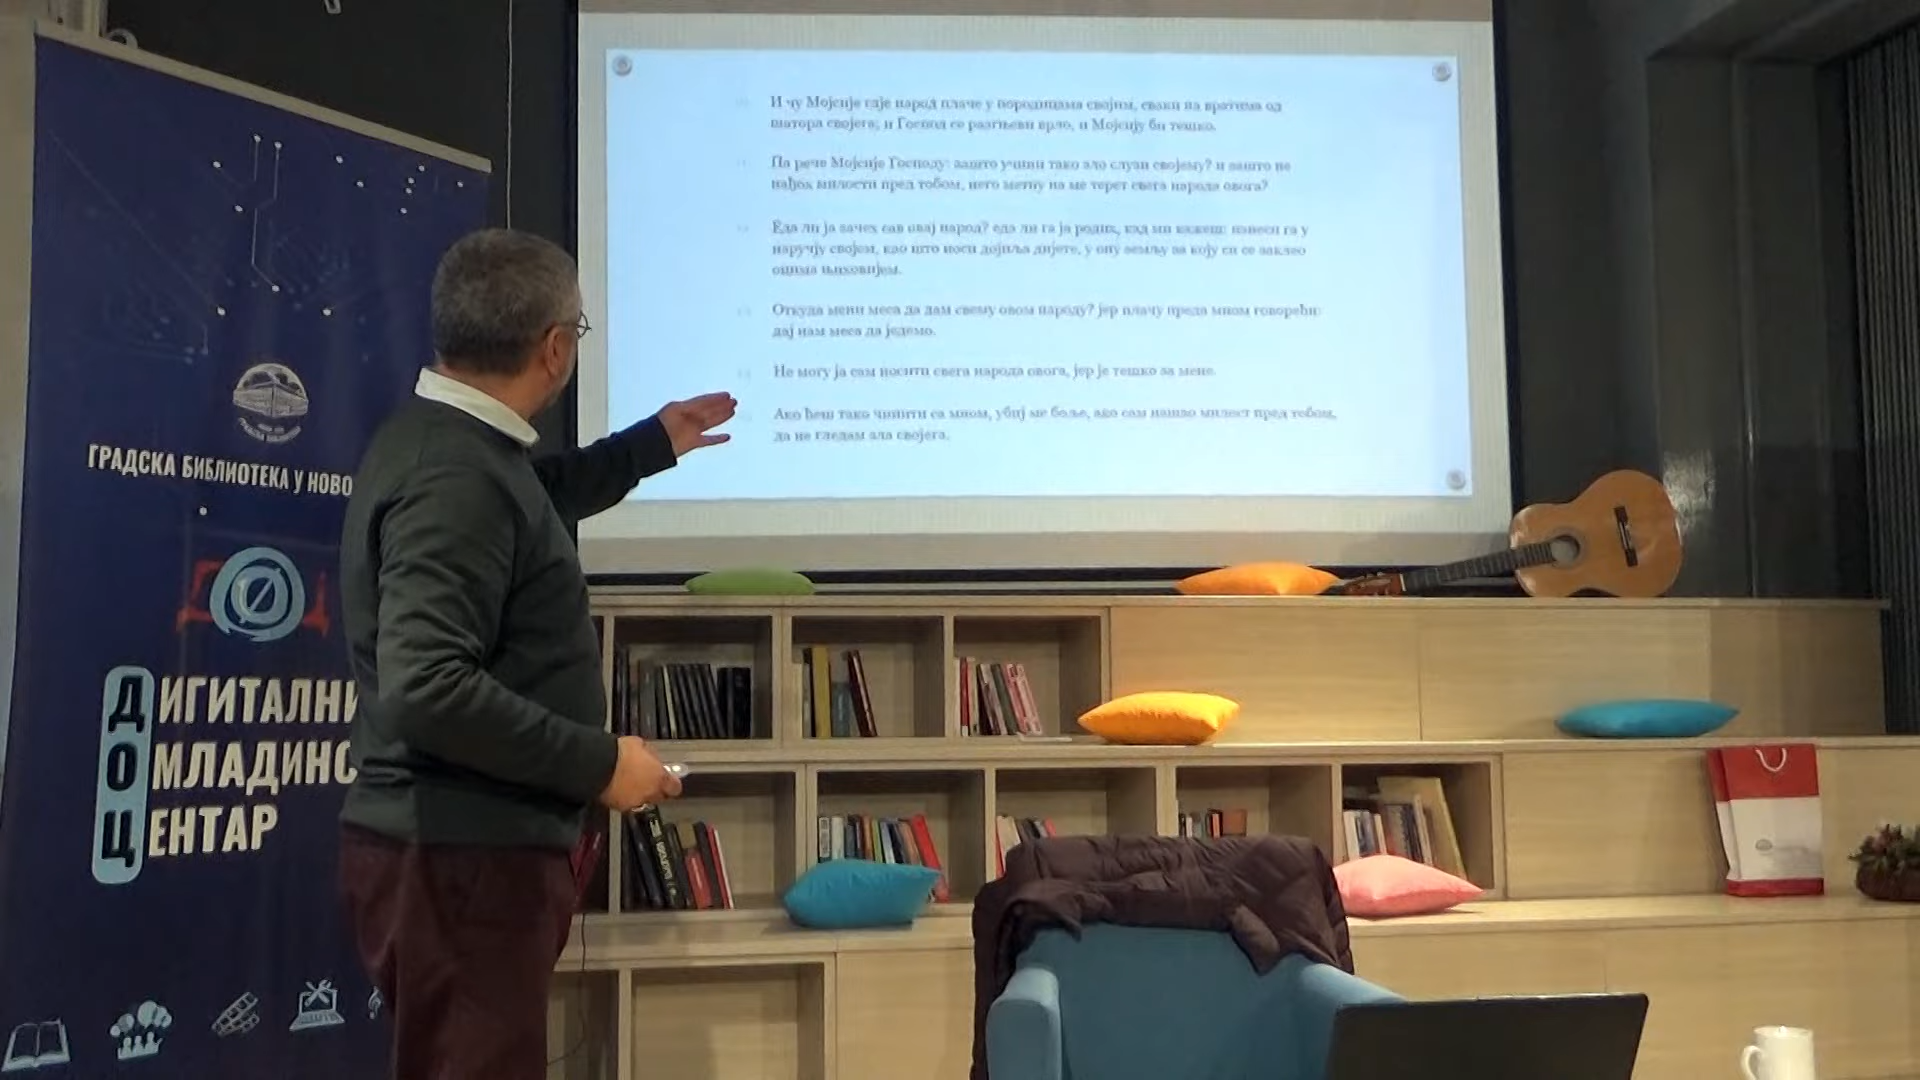 И чу Мојсије гдје народ плаче у породицама својим, сваки на вратима од
шатора својега; и Господ се разгњеви врло, и Мојсију би тешко.
Па рече Мојсије Господу: зашто учини тако зло слузи својему? и зашто не
нађох милости пред тобом, него метну на ме терет свега народа овога?
Еда ли ја зачех сав овај народ? еда ли га ја родих, кад ми кажеш: изнеси га у
наручју својем, као што носи дојиља дијете, у ону земљу за коју си се заклео
оцима њиховијем.
Откуда мени меса да дам свему овом народу? јер плачу преда мном говорећи:
дај нам меса да једемо.
Не могу ја сам носити свега народа овога, јер је тешко за мене.
Ако ћеш тако чинити са мном, убиј ме боље, ако сам нашао милост пред тобом,
да не гледам зла својега.
ГРАДСКА БИБЛИОТЕКА У НОВО
ДИГИТАЛНИ
ОМЛАДИНС
ЦЕНТАР